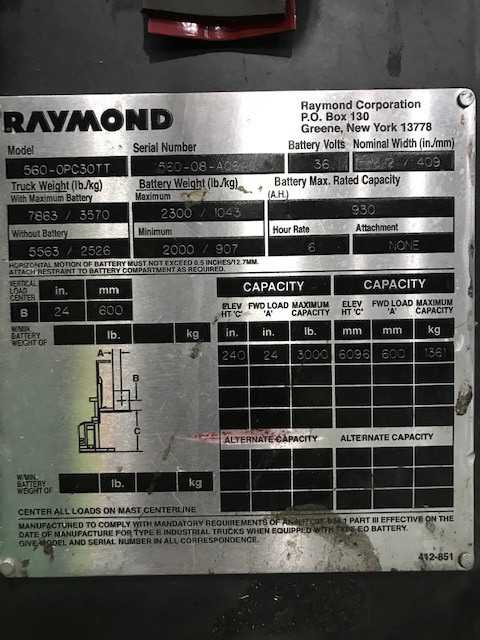 RAYMOND
Raymond Corporation
P.O. Box 130
Greene, New York 13778
Model
Serial Number
Battery Volts
Nominal Width (in./mm)
560-OPC30TT
560-08-
36
/ 409
Truck Weight (lb./kg)
Battery Weight (lb./kg)
Battery Max. Rated Capacity
With Maximum Battery
Maximum
(A.H.)
7863 / 3570
2300 / 1043
930
Without Battery
Minimum
Hour Rate
Attachment
5563 / 2526
2000 / 907
6
NONE
HORIZONTAL MOTION OF BATTERY MUST NOT EXCEED 0.5 INCHES/12.7MM.
ATTACH RESTRAINT TO BATTERY COMPARTMENT AS REQUIRED.
VERTICAL LOAD CENTER
in.
mm
B
24
600
CAPACITY
CAPACITY
ELEV HT 'C'
FWD LOAD 'A'
MAXIMUM CAPACITY
ELEV HT 'C'
FWD LOAD 'A'
MAXIMUM CAPACITY
W/MIN. BATTERY WEIGHT OF
lb.
kg
in.
in.
lb.
mm
mm
kg
240
24
3000
6096
600
1361
A
B
C
ALTERNATE CAPACITY
ALTERNATE CAPACITY
W/MIN. BATTERY WEIGHT OF
lb.
kg
CENTER ALL LOADS ON MAST CENTERLINE
MANUFACTURED TO COMPLY WITH MANDATORY REQUIREMENTS OF PART III EFFECTIVE ON THE
DATE OF MANUFACTURE FOR TYPE E INDUSTRIAL TRUCKS WHEN EQUIPPED WITH TYPE EO BATTERY.
GIVE MODEL AND SERIAL NUMBER IN ALL CORRESPONDENCE.
412-851